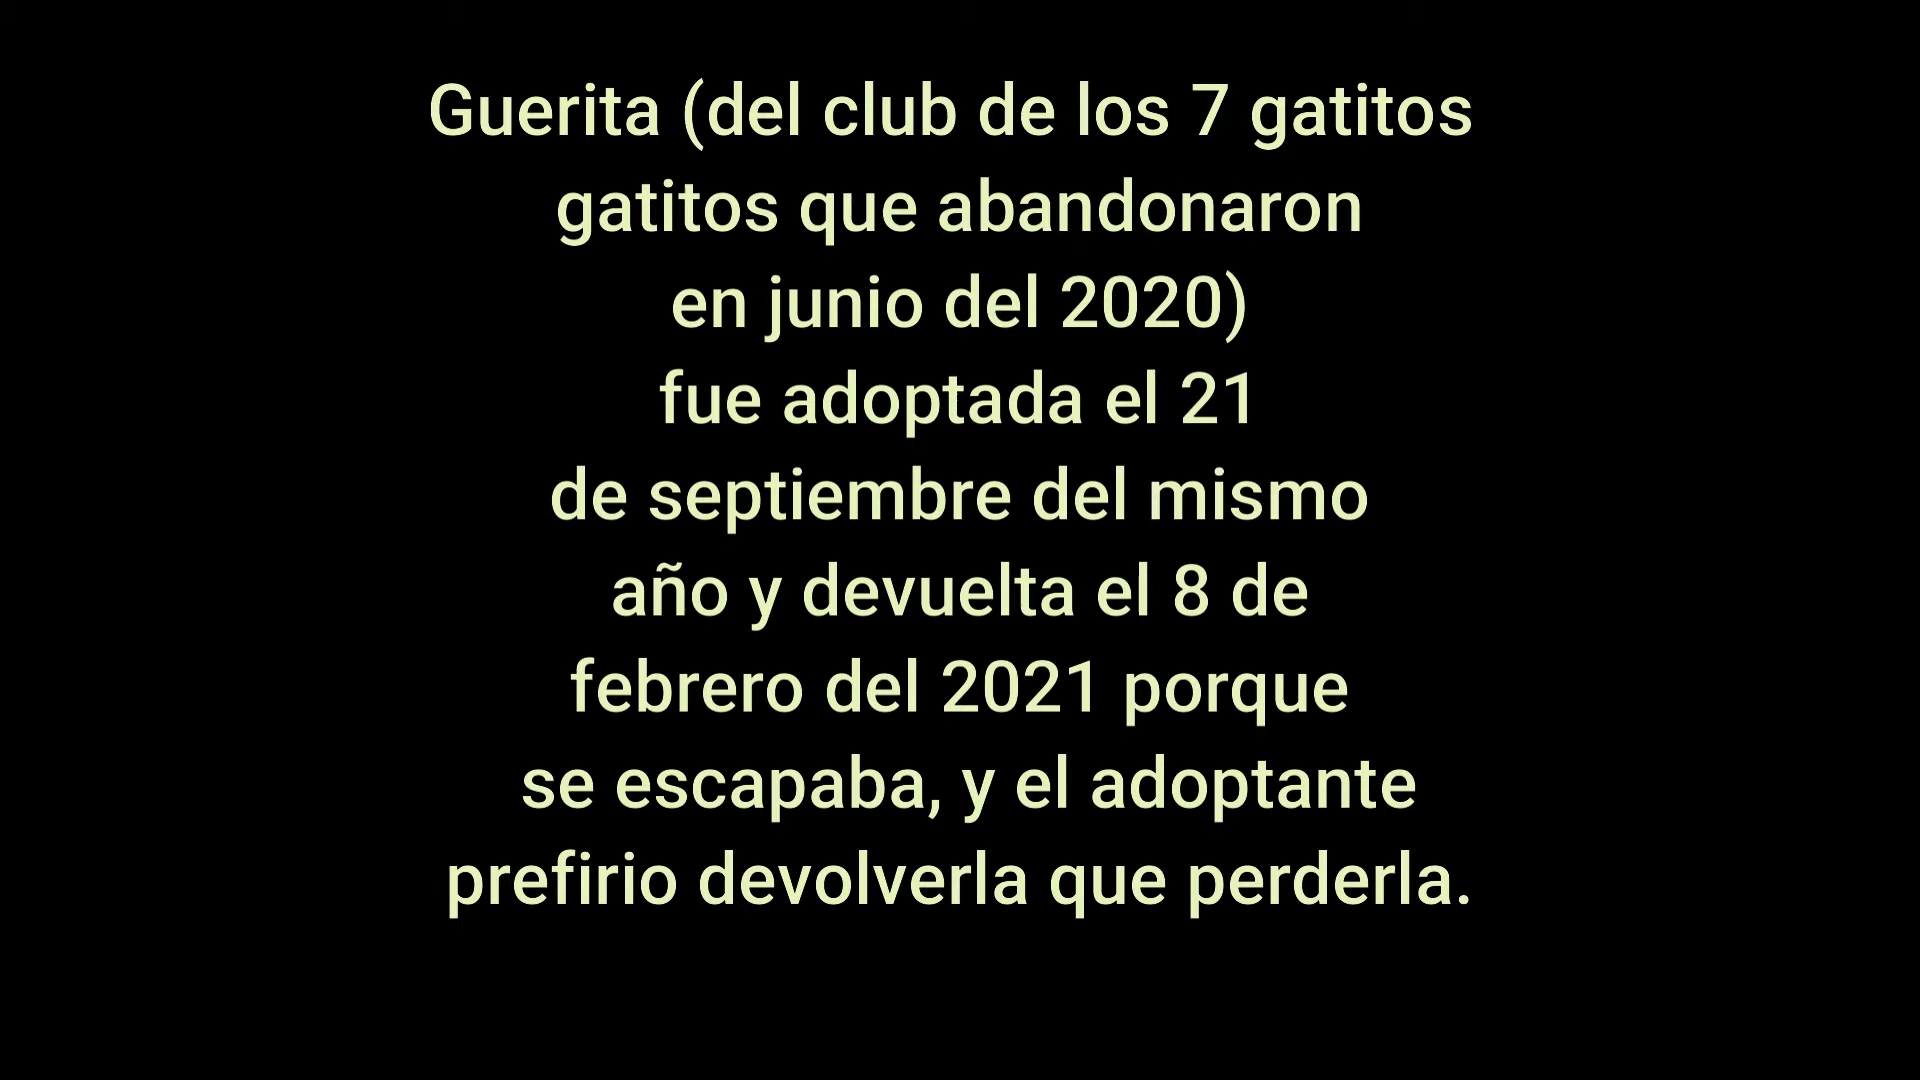 Guerita (del club de los 7 gatitos
gatitos que abandonaron
en junio del 2020)
fue adoptada el 21
de septiembre del mismo
año y devuelta el 8 de
febrero del 2021 porque
se escapaba, y el adoptante
prefirio devolverla que perderla.